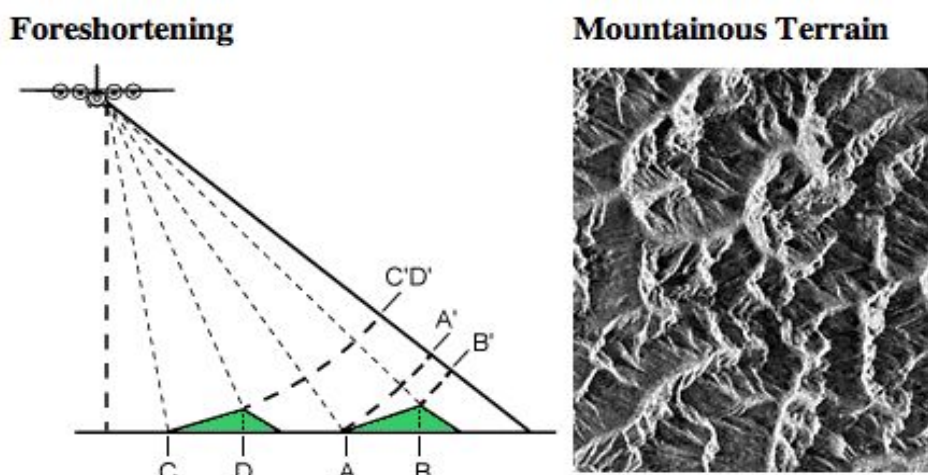 Foreshortening
Mountainous Terrain
C'D'
A'
B'
C D A B